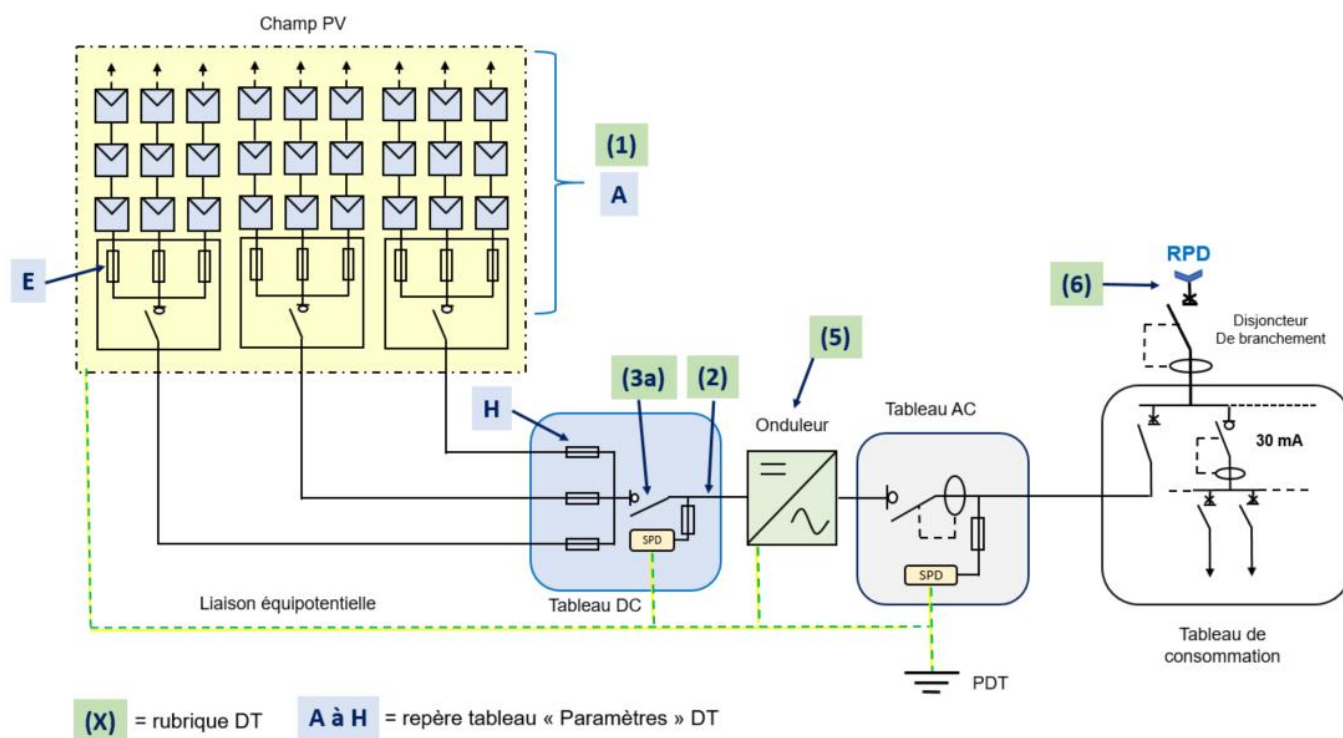 Champ PV
(1)
A
E
RPD
(6)
Disjoncteur
De branchement
(5)
(3a)
(2)
H
Onduleur
Tableau AC
30 mA
SPD
SPD
Liaison équipotentielle
Tableau DC
Tableau de
consommation
PDT
(X) = rubrique DT
A à H = repère tableau « Paramètres » DT